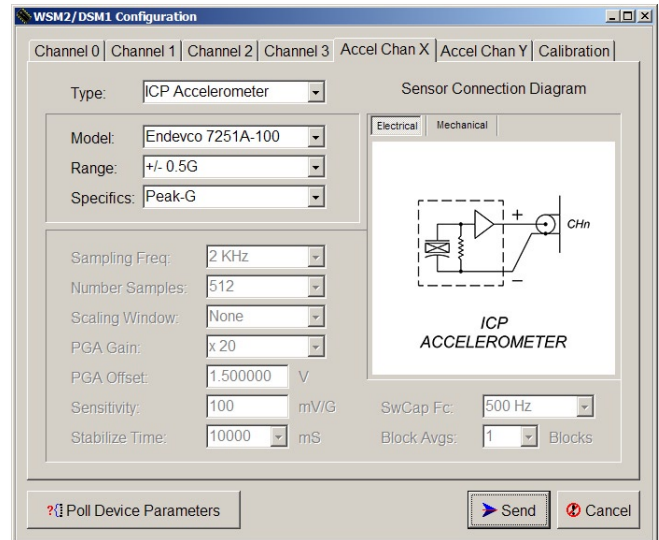 WSM2/DSM1 Configuration
Channel 0 Channel 1 Channel 2 Channel 3 Accel Chan X Accel Chan Y Calibration
Type: ICP Accelerometer
Sensor Connection Diagram
Model: Endevco 7251A-100
Range: +/- 0.5G
Specifics: Peak-G
Electrical Mechanical
+
CHn
–
ICP
ACCELEROMETER
Sampling Freq: 2 KHz
Number Samples: 512
Scaling Window: None
PGA Gain: x 20
PGA Offset: 1.500000 V
Sensitivity: 100 mV/G
SwCap Fc: 500 Hz
Stabilize Time: 10000 mS
Block Avgs: 1 Blocks
?{} Poll Device Parameters
Send
Cancel